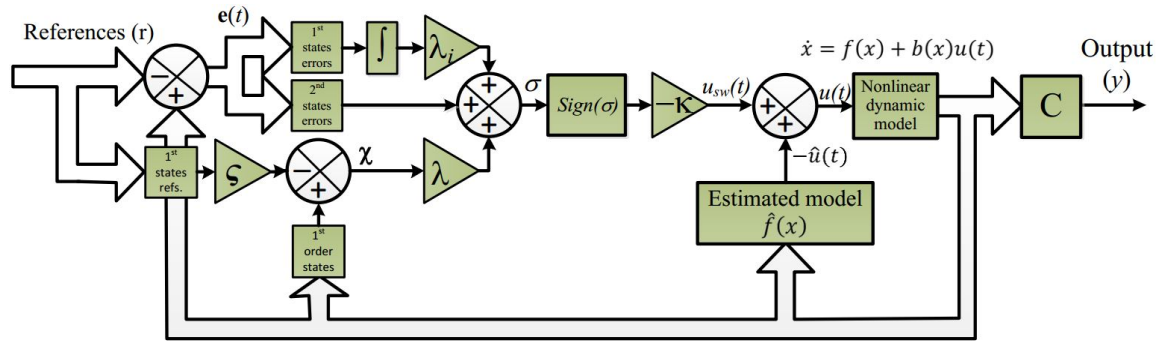 References (r)
e(t)
−
+
1st
states
errors
∫
λi
2nd
states
errors
+
+
+
σ
Sign(σ)
−κ
usw(t)
+
+
u(t)
ẋ = f(x) + b(x)u(t)
Nonlinear
dynamic
model
C
Output
(y)
1st
states
refs.
ς
−
+
χ
λ
−û(t)
Estimated model
f̂(x)
1st
order
states